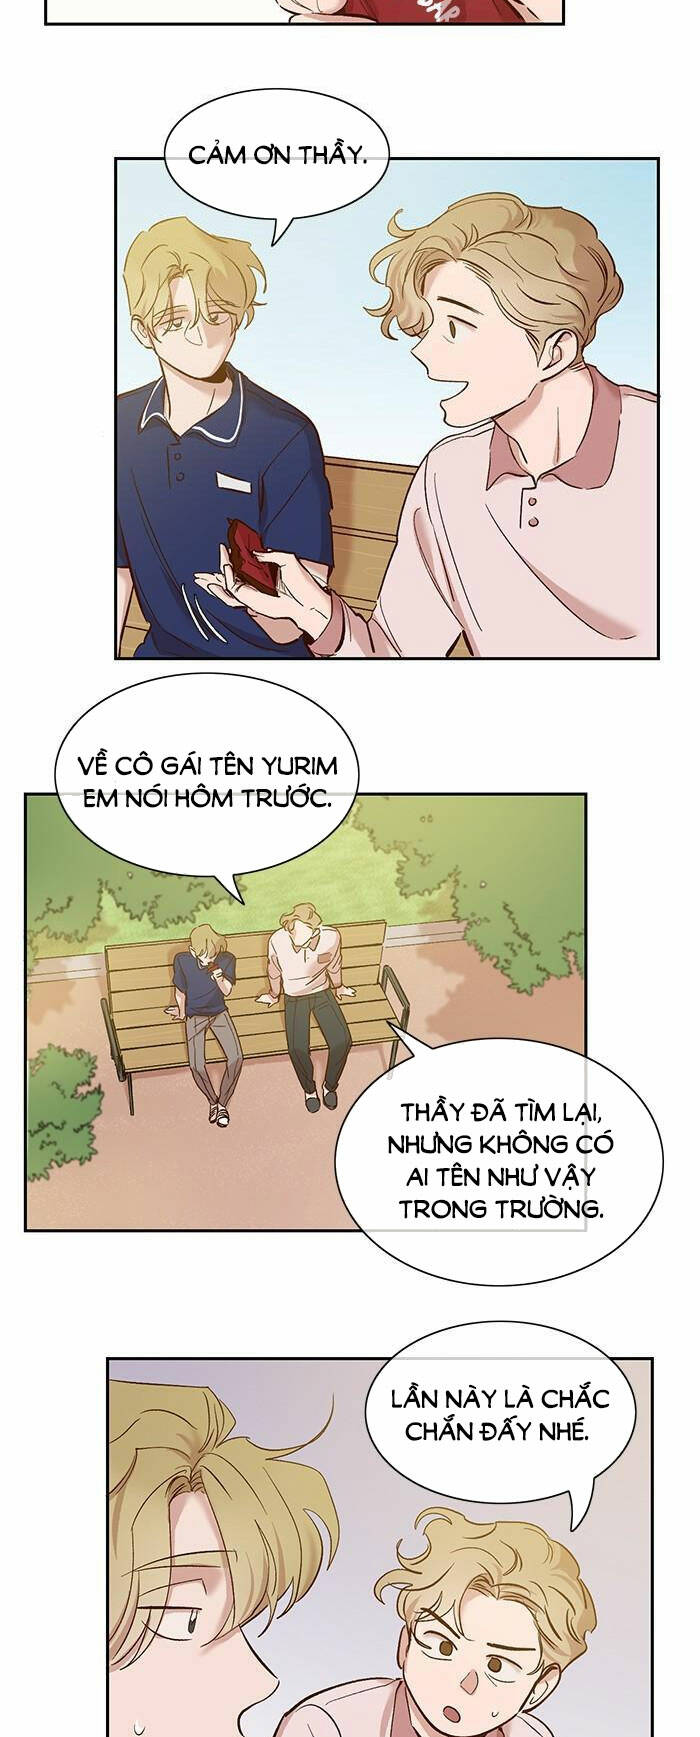 BAR
CẢM ƠN THẦY.
VỀ CÔ GÁI TÊN YURIM
EM NÓI HÔM TRƯỚC.
THẦY ĐÃ TÌM LẠI,
NHƯNG KHÔNG CÓ
AI TÊN NHƯ VẬY
TRONG TRƯỜNG.
LẦN NÀY LÀ CHẮC
CHẮN ĐẤY NHÉ.